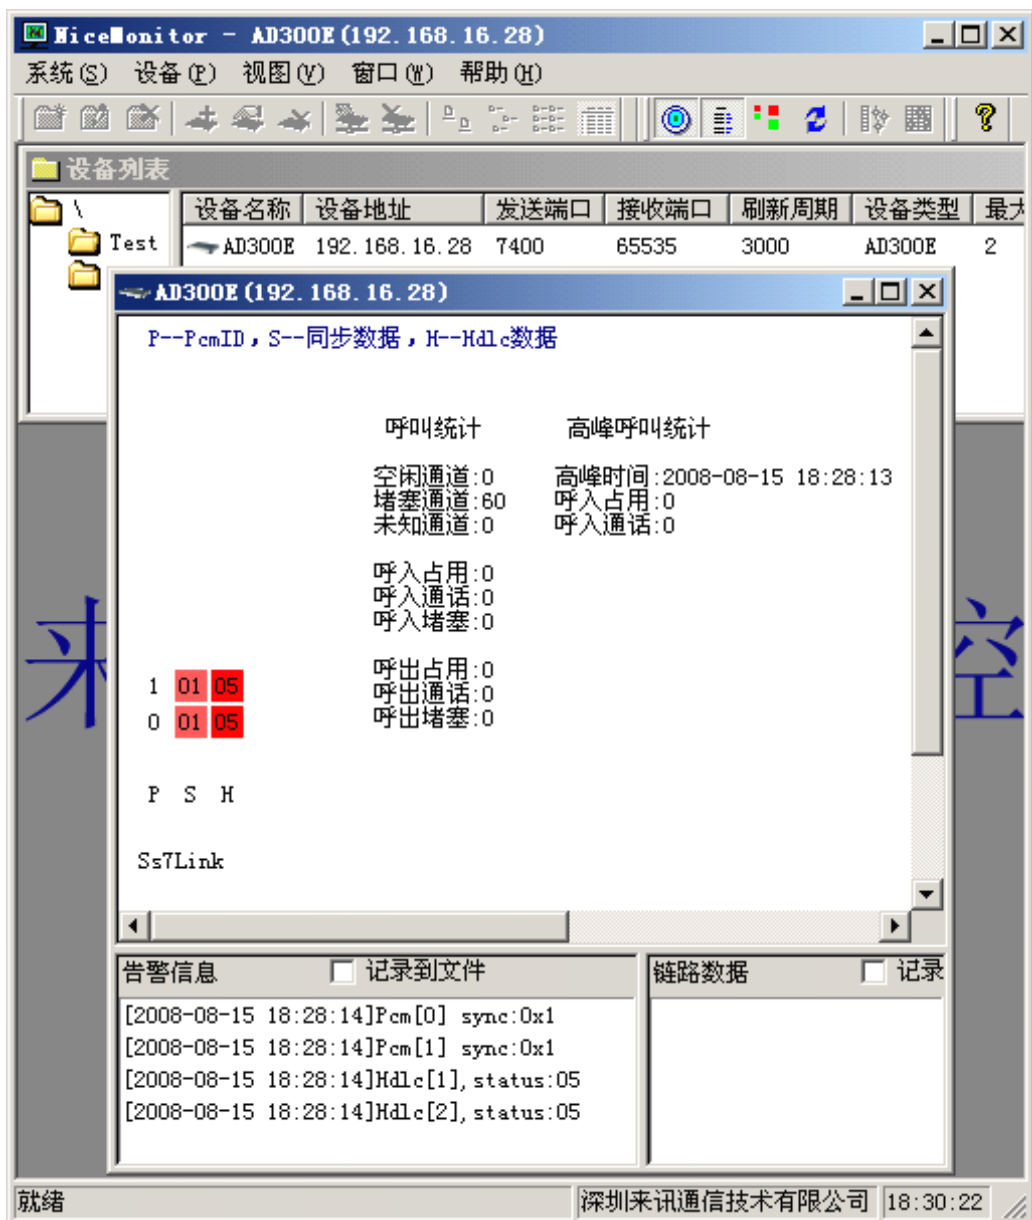 NiceMonitor - AD300E(192.168.16.28)
系统(S) 设备(P) 视图(V) 窗口(W) 帮助(H)
设备列表
\ 设备名称 设备地址 发送端口 接收端口 刷新周期 设备类型 最大
Test AD300E 192.168.16.28 7400 65535 3000 AD300E 2
AD300E(192.168.16.28)
P--PcmID,S--同步数据,H--Hdlc数据
呼叫统计 高峰呼叫统计
空闲通道:0 高峰时间:2008-08-15 18:28:13
堵塞通道:60 呼入占用:0
未知通道:0 呼入通话:0
呼入占用:0
呼入通话:0
呼入堵塞:0
来 控
呼出占用:0
1 01 05 呼出通话:0
0 01 05 呼出堵塞:0
P S H
Ss7Link
告警信息 记录到文件 链路数据 记录
[2008-08-15 18:28:14]Pcm[0] sync:0x1
[2008-08-15 18:28:14]Pcm[1] sync:0x1
[2008-08-15 18:28:14]Hdlc[1],status:05
[2008-08-15 18:28:14]Hdlc[2],status:05
就绪 深圳来讯通信技术有限公司 18:30:22